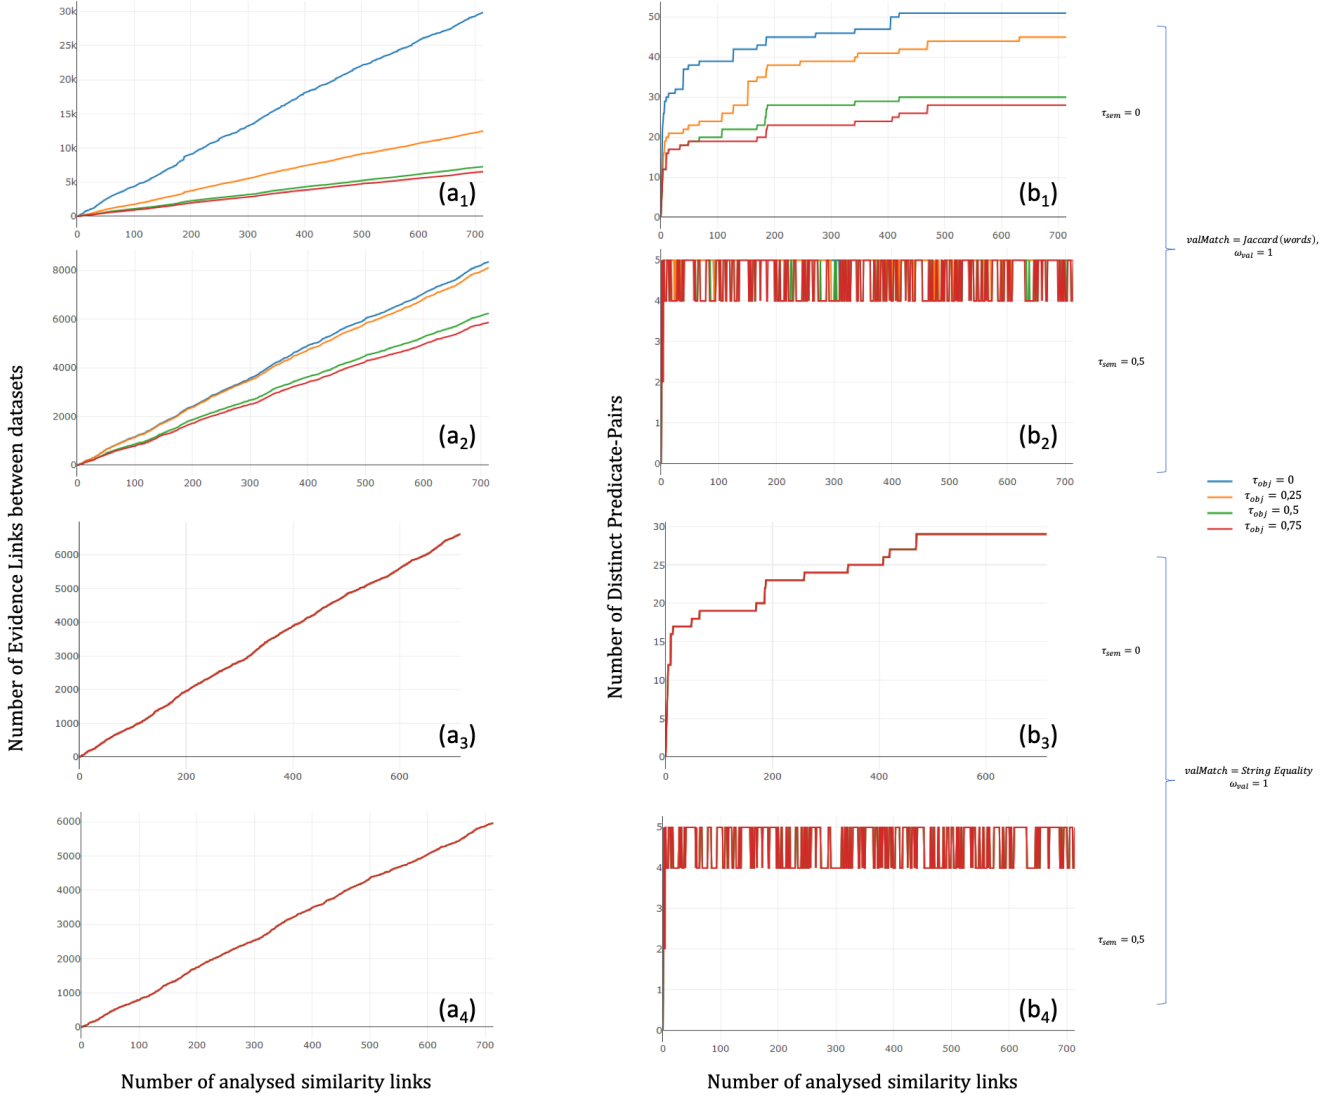 Number of Evidence Links between datasets
30k
25k
20k
15k
10k
5k
0
0 100 200 300 400 500 600 700
(a1)
8000
6000
4000
2000
0
0 100 200 300 400 500 600 700
(a2)
6000
5000
4000
3000
2000
1000
0
0 200 400 600
(a3)
6000
5000
4000
3000
2000
1000
0
0 100 200 300 400 500 600 700
(a4)
Number of analysed similarity links
Number of Distinct Predicate-Pairs
50
40
30
20
10
0
0 100 200 300 400 500 600 700
(b1)
5
4
3
2
1
0
0 100 200 300 400 500 600 700
(b2)
30
25
20
15
10
5
0
0 200 400 600
(b3)
5
4
3
2
1
0
0 100 200 300 400 500 600 700
(b4)
Number of analysed similarity links
τsem = 0
valMatch = Jaccard (words),
ωval = 1
τsem = 0,5
τobj = 0
τobj = 0,25
τobj = 0,5
τobj = 0,75
τsem = 0
valMatch = String Equality
ωval = 1
τsem = 0,5